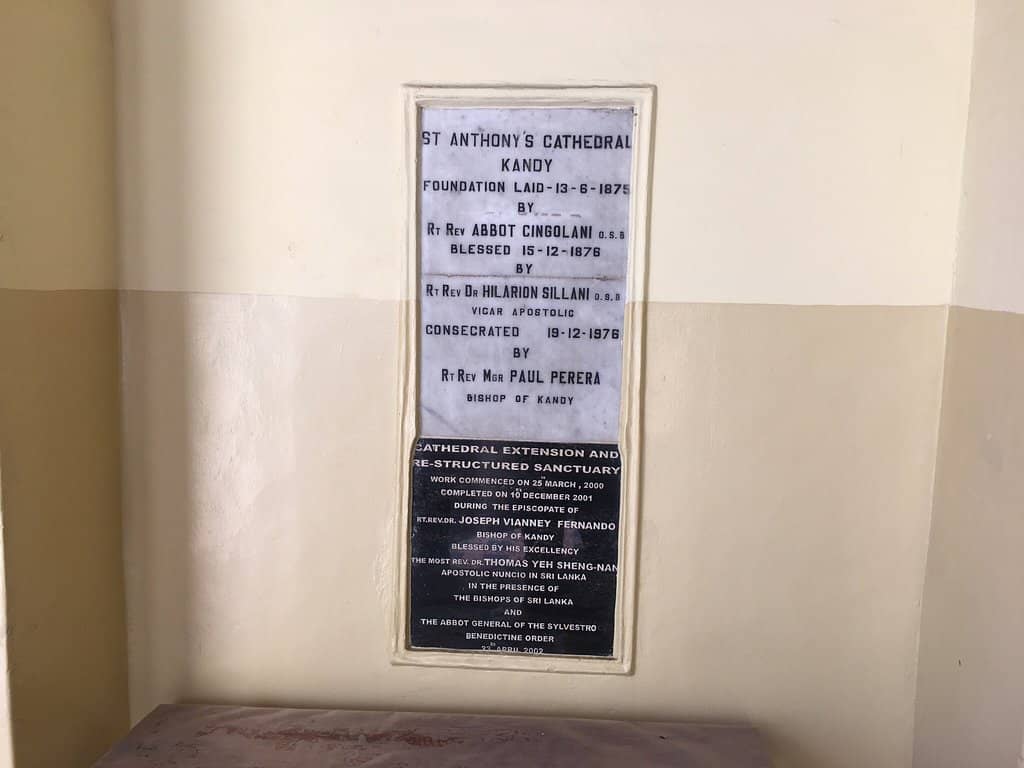 ST ANTHONY'S CATHEDRAL
KANDY
FOUNDATION LAID-13-6-1875
BY
RT REV ABBOT CINGOLANI O.S.B
BLESSED 15-12-1876
BY
RT REV DR HILARION SILLANI O.S.B
VICAR APOSTOLIC
CONSECRATED 19-12-1976
BY
RT REV MGR PAUL PERERA
BISHOP OF KANDY
CATHEDRAL EXTENSION AND
RE-STRUCTURED SANCTUARY
WORK COMMENCED ON 25TH MARCH, 2000
COMPLETED ON 10TH DECEMBER 2001
DURING THE EPISCOPATE OF
RT.REV.DR. JOSEPH VIANNEY FERNANDO
BISHOP OF KANDY
BLESSED BY HIS EXCELLENCY
THE MOST REV. DR. THOMAS YEH SHENG-NAN
APOSTOLIC NUNCIO IN SRI LANKA
IN THE PRESENCE OF
THE BISHOPS OF SRI LANKA
AND
THE ABBOT GENERAL OF THE SYLVESTRO
BENEDICTINE ORDER
APRIL 2002